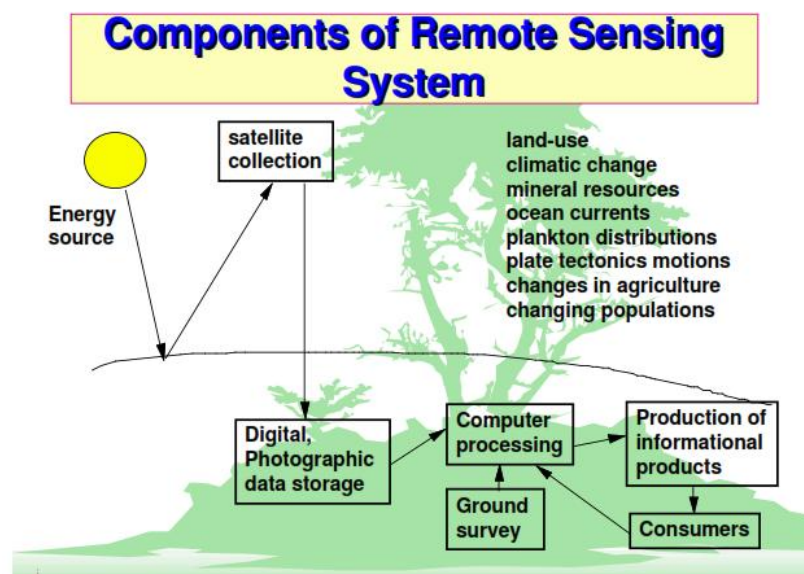 Components of Remote Sensing
System
satellite
collection
Energy
source
land-use
climatic change
mineral resources
ocean currents
plankton distributions
plate tectonics motions
changes in agriculture
changing populations
Digital,
Photographic
data storage
Computer
processing
Production of
informational
products
Ground
survey
Consumers